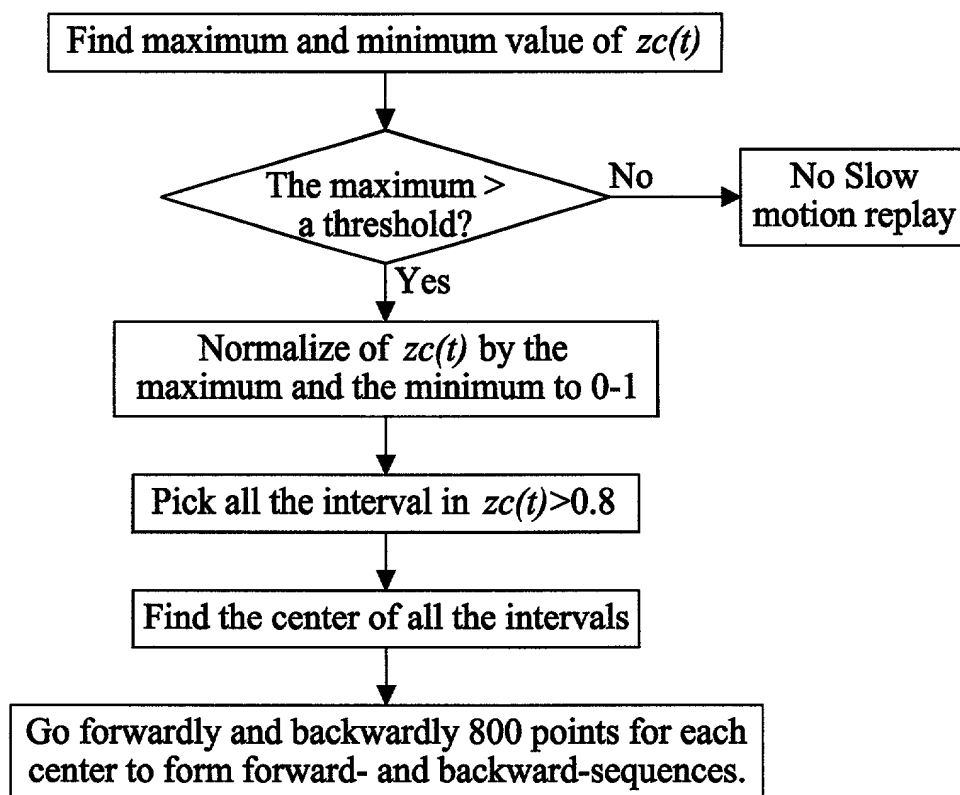 Find maximum and minimum value of zc(t)
The maximum >
a threshold?
No
No Slow
motion replay
Yes
Normalize of zc(t) by the
maximum and the minimum to 0-1
Pick all the interval in zc(t)>0.8
Find the center of all the intervals
Go forwardly and backwardly 800 points for each
center to form forward- and backward-sequences.